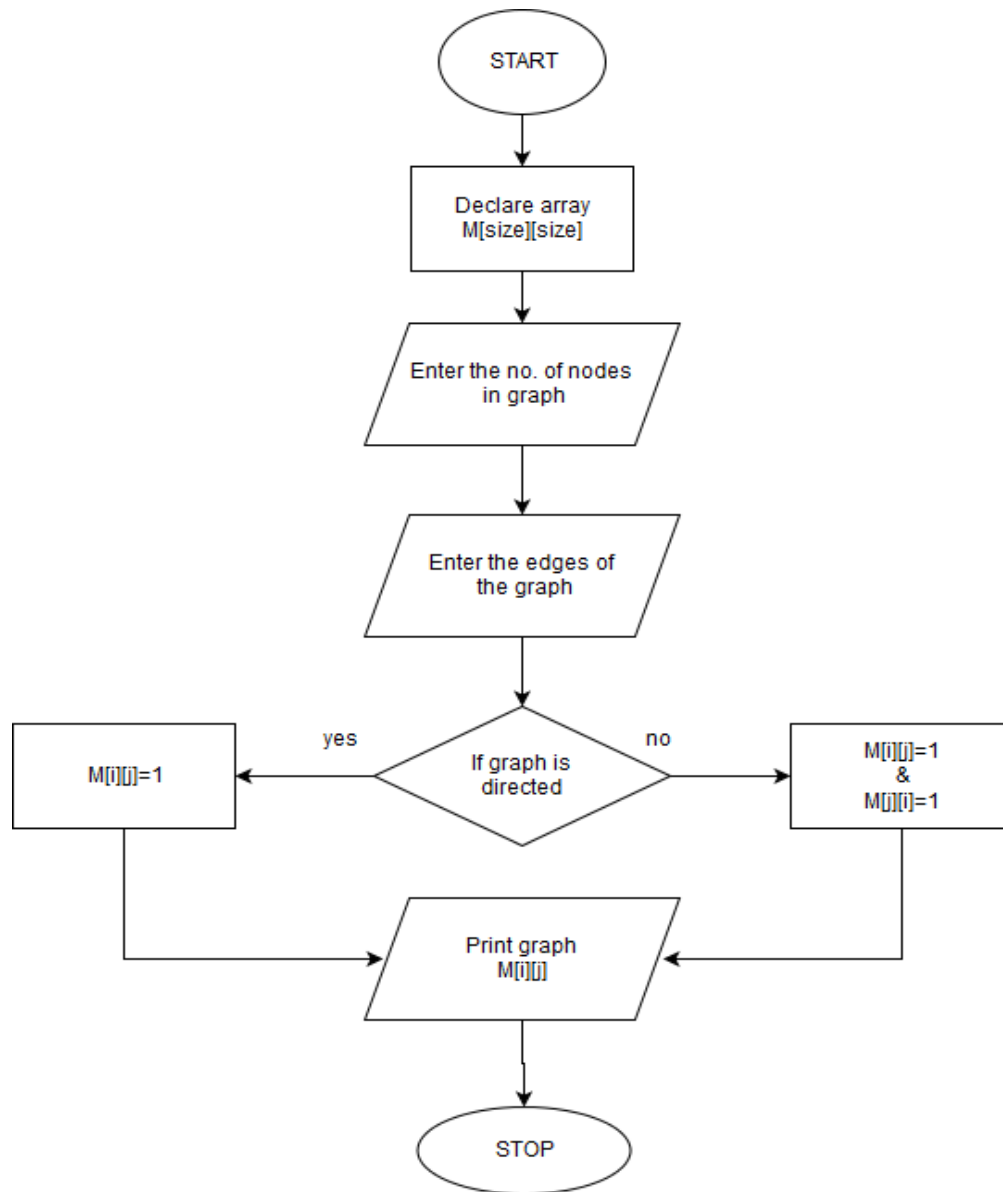 START
Declare array
M[size][size]
Enter the no. of nodes
in graph
Enter the edges of
the graph
yes
If graph is
directed
no
M[i][j]=1
M[i][j]=1
&
M[j][i]=1
Print graph
M[i][j]
STOP